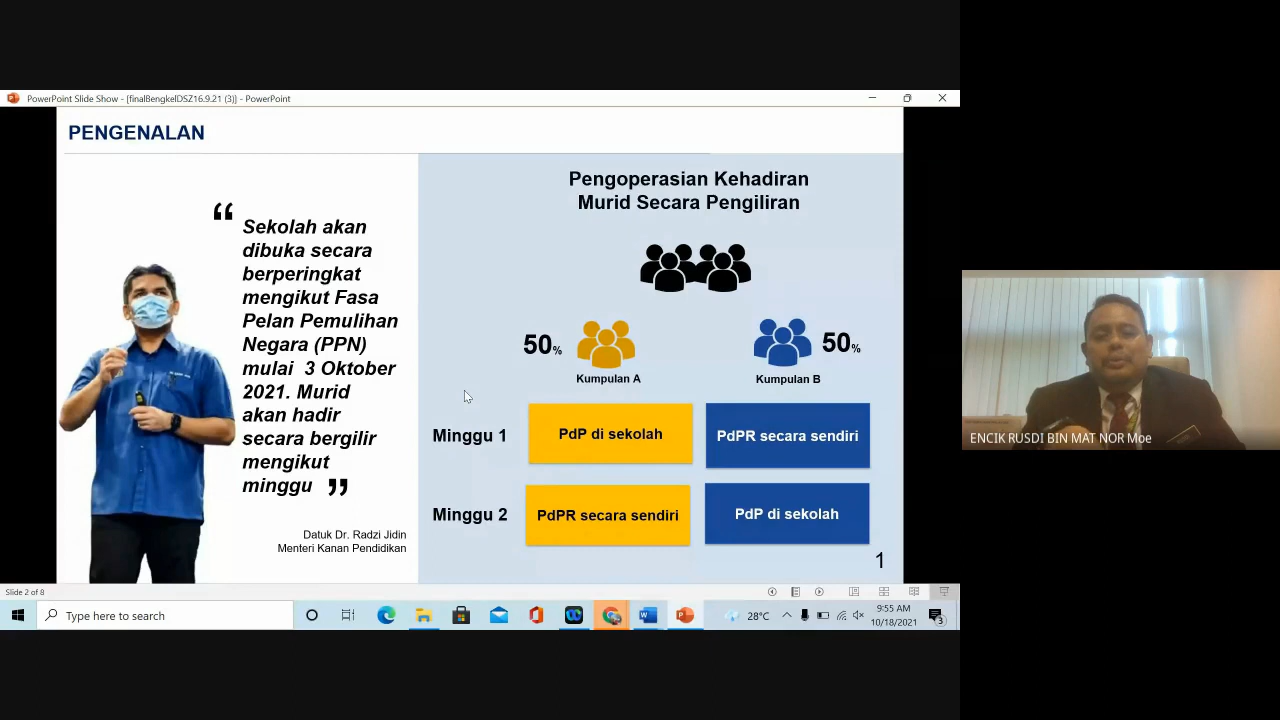 PowerPoint Slide Show - [finalBengkelDSZ16.9.21 (3)] - PowerPoint
PENGENALAN
“
Sekolah akan
dibuka secara
berperingkat
mengikut Fasa
Pelan Pemulihan
Negara (PPN)
mulai 3 Oktober
2021. Murid
akan hadir
secara bergilir
mengikut
minggu ”
Datuk Dr. Radzi Jidin
Menteri Kanan Pendidikan
Pengoperasian Kehadiran
Murid Secara Pengiliran
50%
50%
Kumpulan A
Kumpulan B
Minggu 1
PdP di sekolah
PdPR secara sendiri
Minggu 2
PdPR secara sendiri
PdP di sekolah
1
ENCIK RUSDI BIN MAT NOR Moe
Slide 2 of 8
Type here to search
28°C
9:55 AM
10/18/2021
3